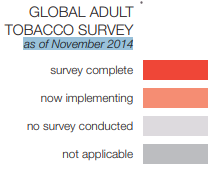 GLOBAL ADULT
TOBACCO SURVEY
as of November 2014
survey complete
now implementing
no survey conducted
not applicable